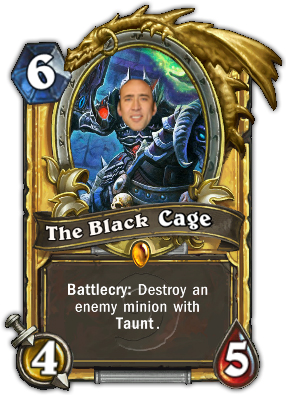 6
The Black Cage
Battlecry: Destroy an
enemy minion with
Taunt.
4
5